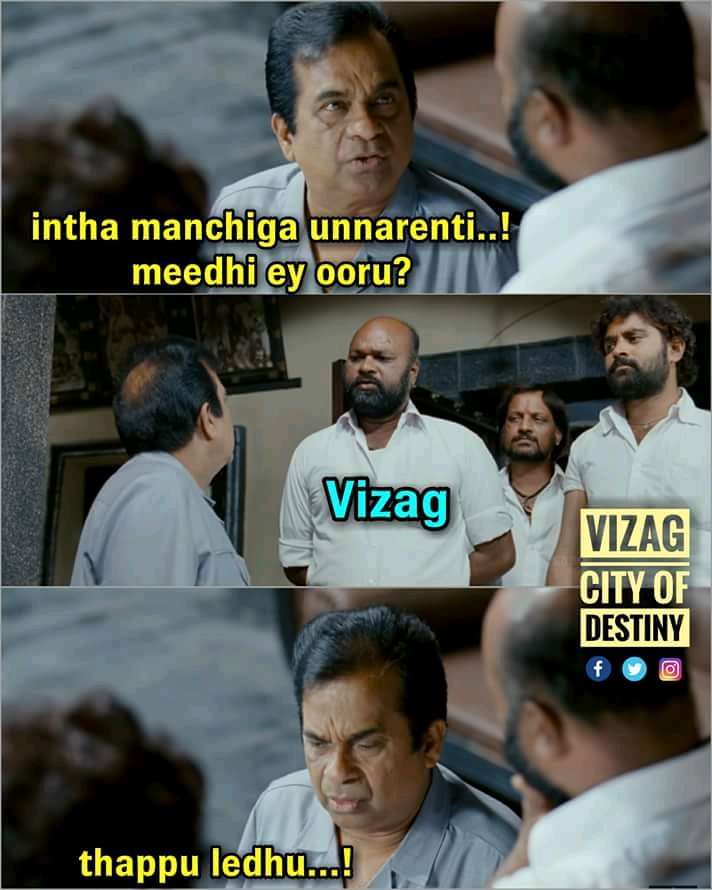 intha manchiga unnarenti..!
meedhi ey ooru?
Vizag
VIZAG
CITY OF
DESTINY
thappu ledhu...!